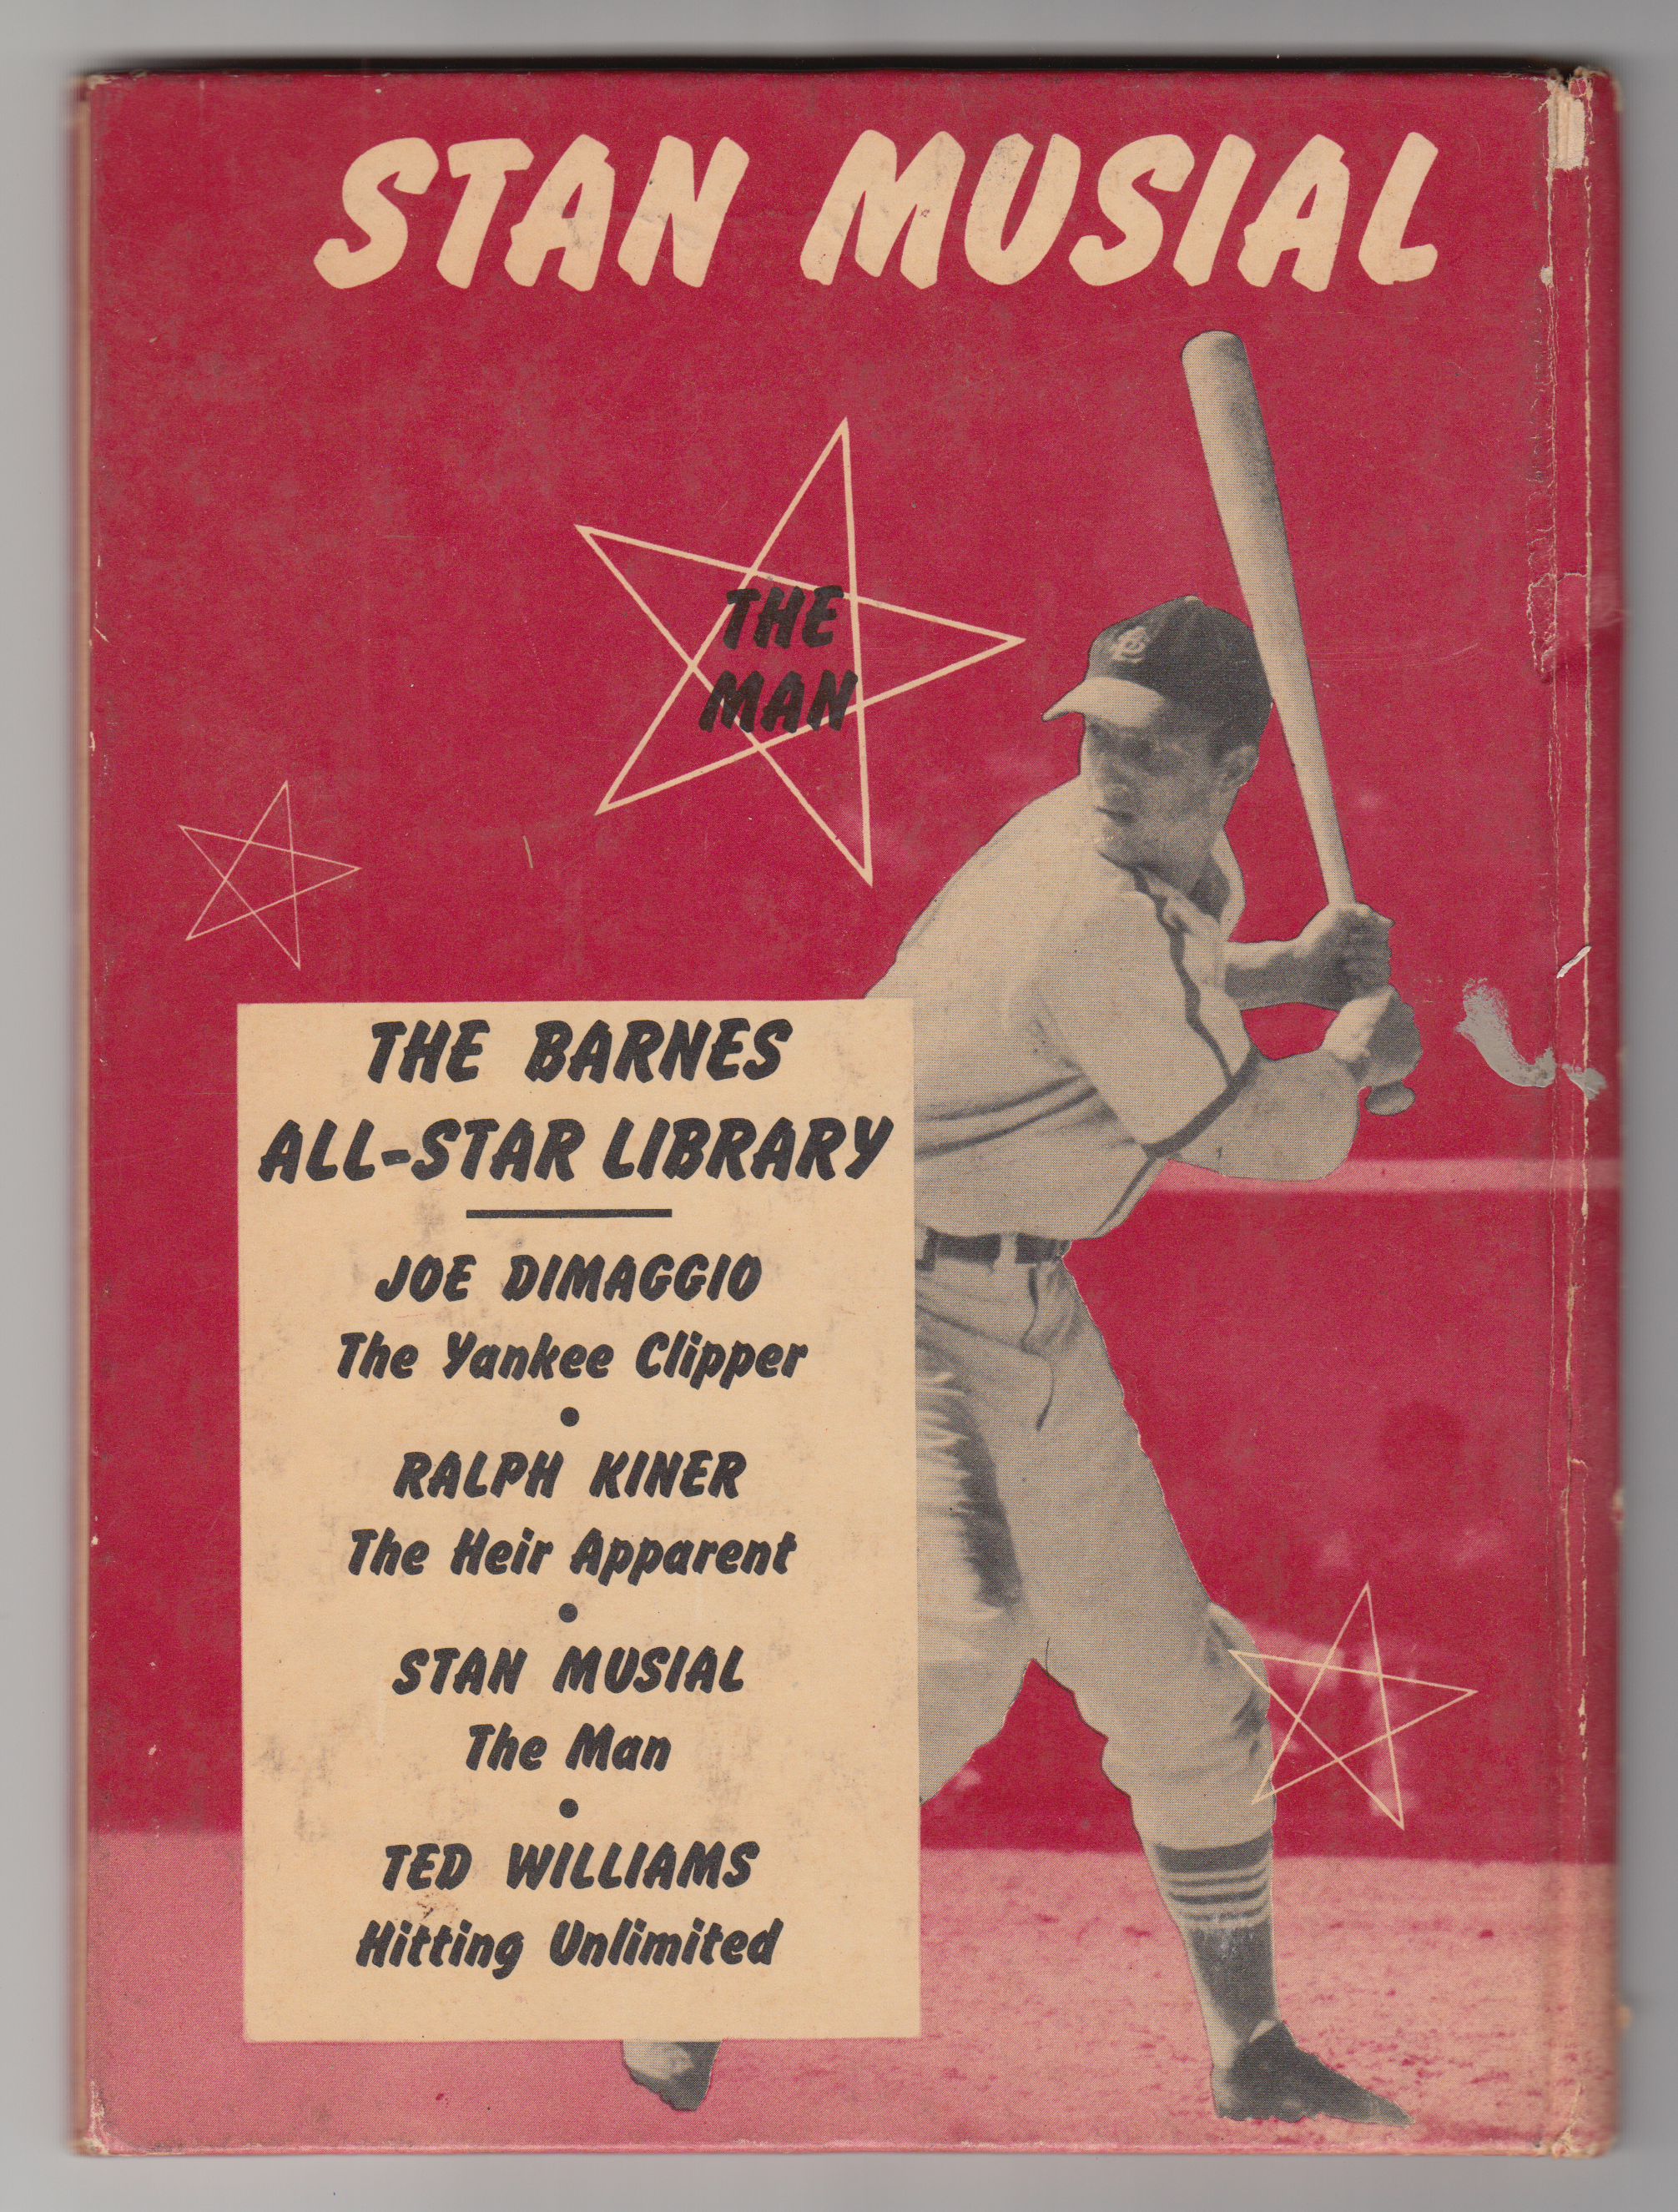 STAN MUSIAL
THE
MAN
THE BARNES
ALL-STAR LIBRARY
JOE DIMAGGIO
The Yankee Clipper
•
RALPH KINER
The Heir Apparent
•
STAN MUSIAL
The Man
•
TED WILLIAMS
Hitting Unlimited